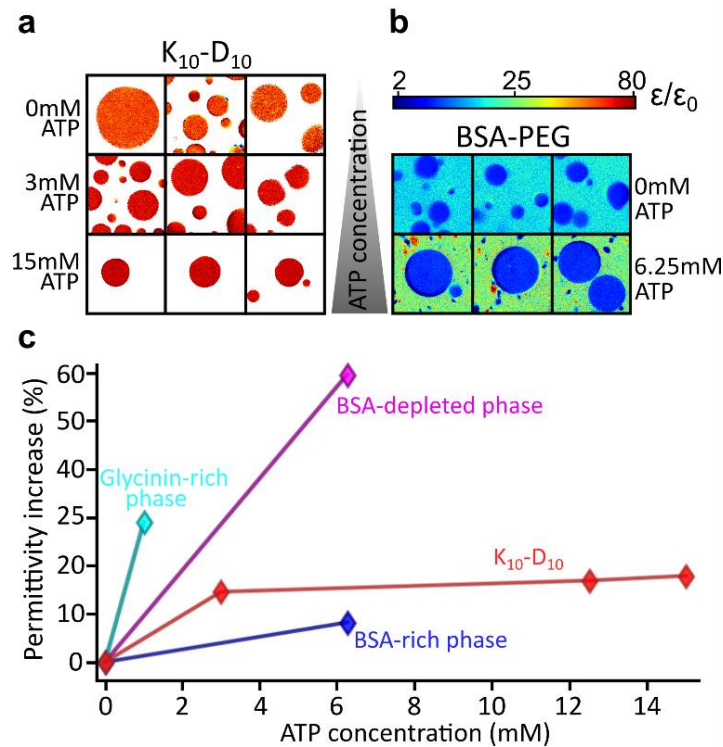 a
K₁₀-D₁₀
0mM
ATP
3mM
ATP
15mM
ATP
ATP concentration
b
2 25 80 ε/ε₀
BSA-PEG
0mM
ATP
6.25mM
ATP
c
Permittivity increase (%)
60
50
40
25
20
10
0
BSA-depleted phase
Glycinin-rich
phase
K₁₀-D₁₀
BSA-rich phase
0 2 4 6 8 10 12 14
ATP concentration (mM)